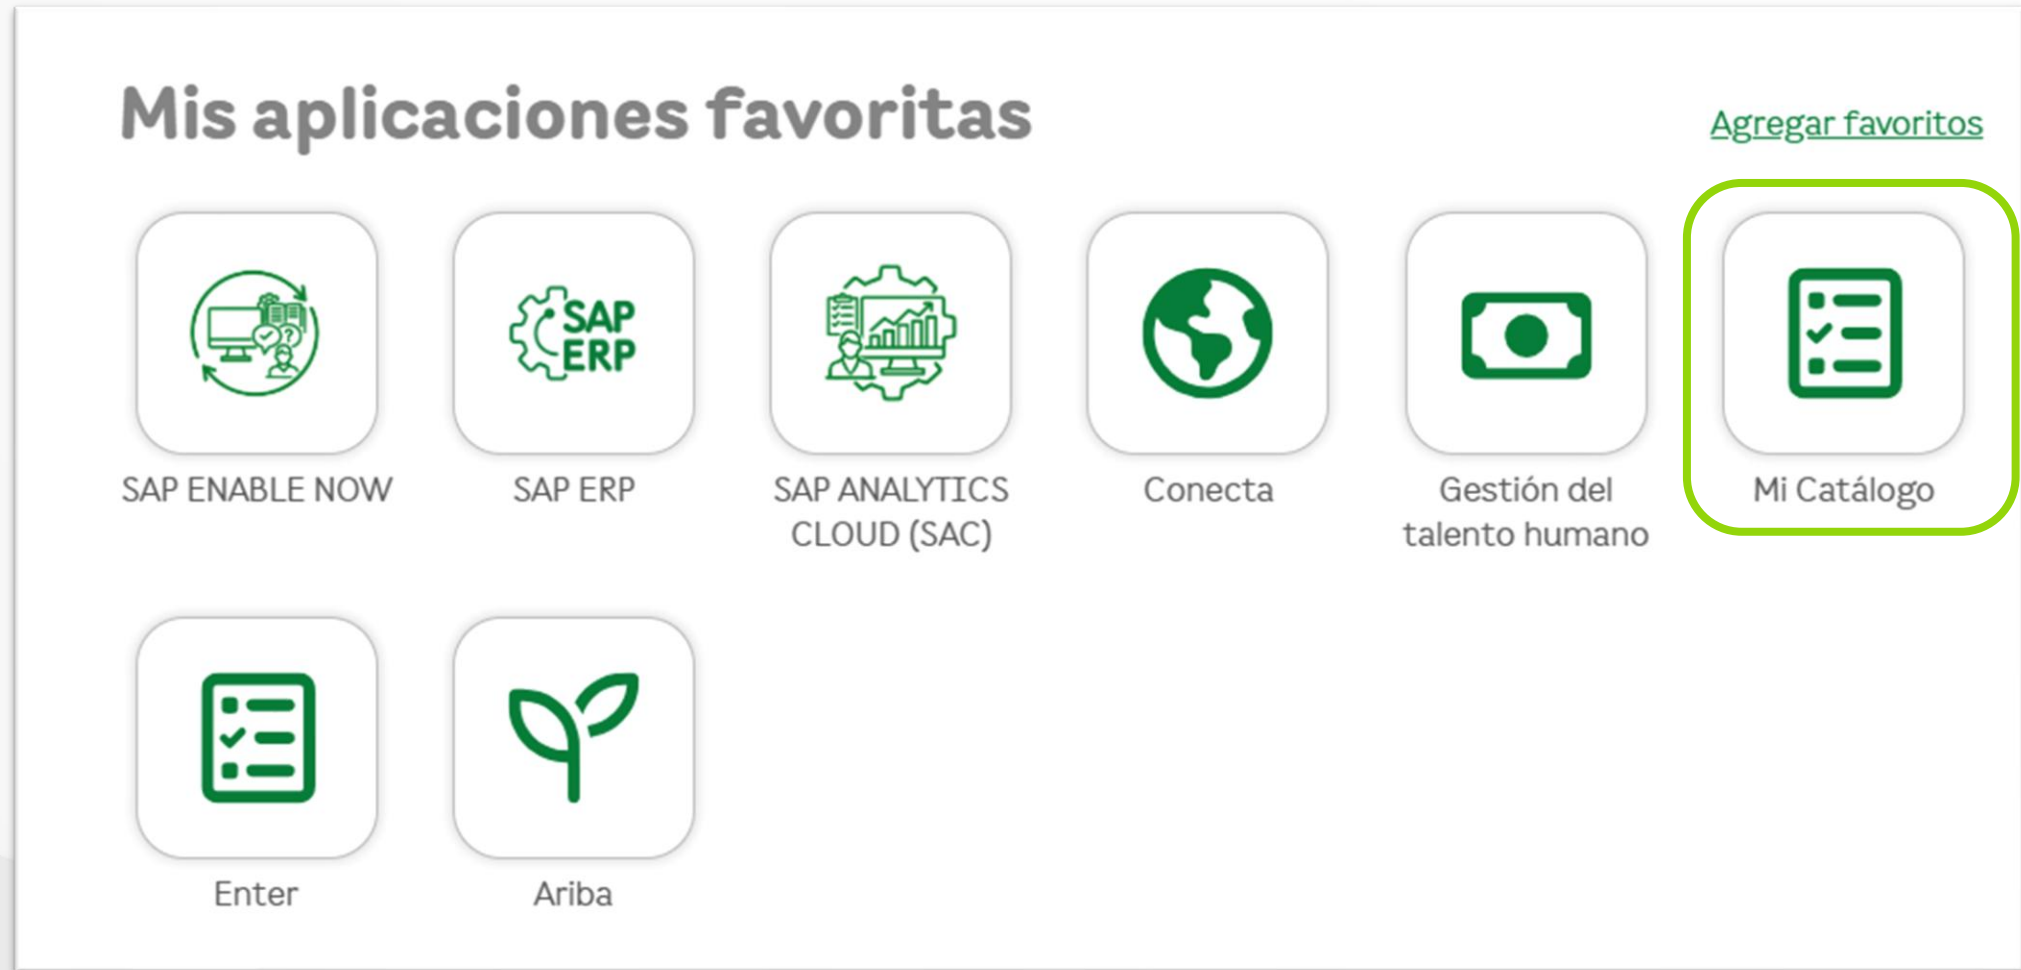 Mis aplicaciones favoritas
Agregar favoritos
SAP
ERP
SAP ENABLE NOW
SAP ERP
SAP ANALYTICS
CLOUD (SAC)
Conecta
Gestión del
talento humano
Mi Catálogo
Enter
Ariba